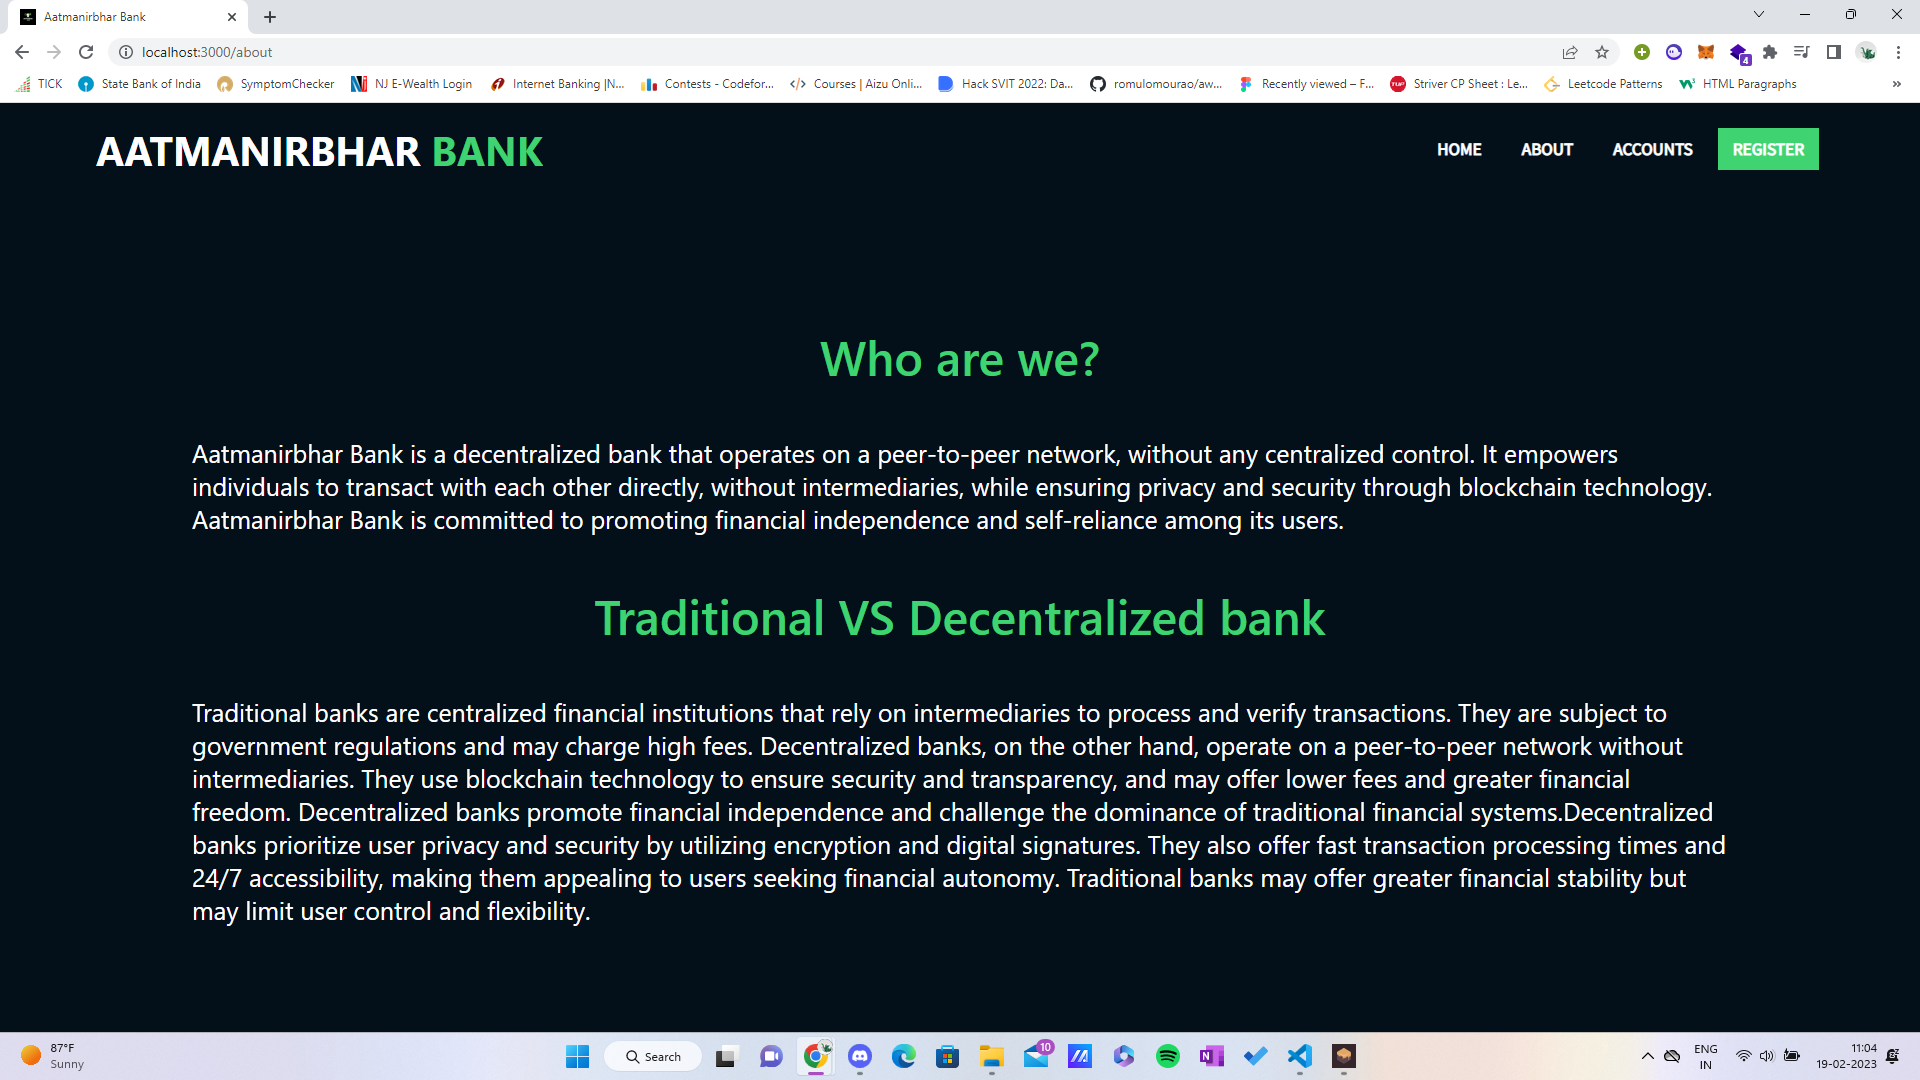 Aatmanirbhar Bank
localhost:3000/about
TICK State Bank of India SymptomChecker NJ E-Wealth Login Internet Banking |N... Contests - Codefor... Courses | Aizu Onli... Hack SVIT 2022: Da... romulomourao/aw... Recently viewed – F... Striver CP Sheet : Le... Leetcode Patterns HTML Paragraphs »
4
AATMANIRBHAR BANK
HOME ABOUT ACCOUNTS REGISTER
Who are we?
Aatmanirbhar Bank is a decentralized bank that operates on a peer-to-peer network, without any centralized control. It empowers
individuals to transact with each other directly, without intermediaries, while ensuring privacy and security through blockchain technology.
Aatmanirbhar Bank is committed to promoting financial independence and self-reliance among its users.
Traditional VS Decentralized bank
Traditional banks are centralized financial institutions that rely on intermediaries to process and verify transactions. They are subject to
government regulations and may charge high fees. Decentralized banks, on the other hand, operate on a peer-to-peer network without
intermediaries. They use blockchain technology to ensure security and transparency, and may offer lower fees and greater financial
freedom. Decentralized banks promote financial independence and challenge the dominance of traditional financial systems.Decentralized
banks prioritize user privacy and security by utilizing encryption and digital signatures. They also offer fast transaction processing times and
24/7 accessibility, making them appealing to users seeking financial autonomy. Traditional banks may offer greater financial stability but
may limit user control and flexibility.
87°F
Sunny
Search
10
ENG
IN
11:04
19-02-2023